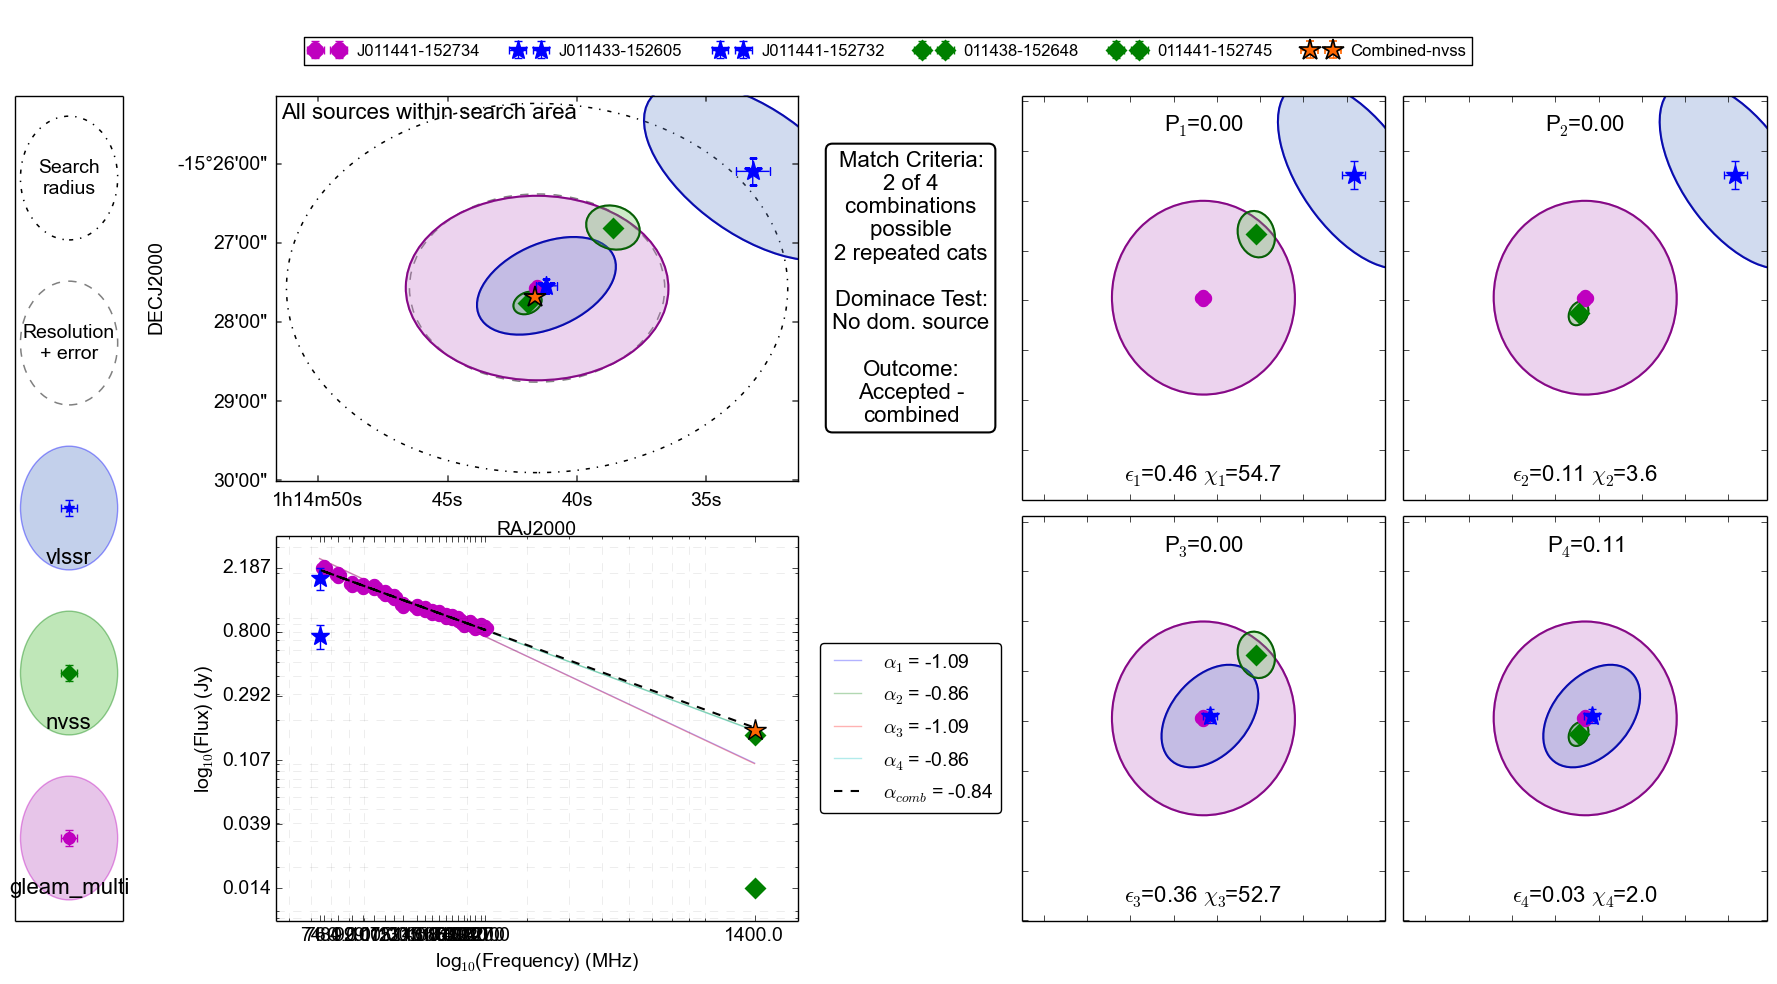 J011441-152734 J011433-152605 J011441-152732 011438-152648 011441-152745 Combined-nvss
Search
radius
Resolution
+ error
vlssr
nvss
gleam_multi
All sources within search area
DECJ2000
-15°26'00"
27'00"
28'00"
29'00"
30'00"
1h14m50s 45s 40s 35s
RAJ2000
Match Criteria:
2 of 4
combinations
possible
2 repeated cats
Dominace Test:
No dom. source
Outcome:
Accepted -
combined
P1=0.00
ϵ1=0.46 χ1=54.7
P2=0.00
ϵ2=0.11 χ2=3.6
P3=0.00
ϵ3=0.36 χ3=52.7
P4=0.11
ϵ4=0.03 χ4=2.0
log10(Flux) (Jy)
2.187
0.800
0.292
0.107
0.039
0.014
1400.0
log10(Frequency) (MHz)
α1 = -1.09
α2 = -0.86
α3 = -1.09
α4 = -0.86
αcomb = -0.84